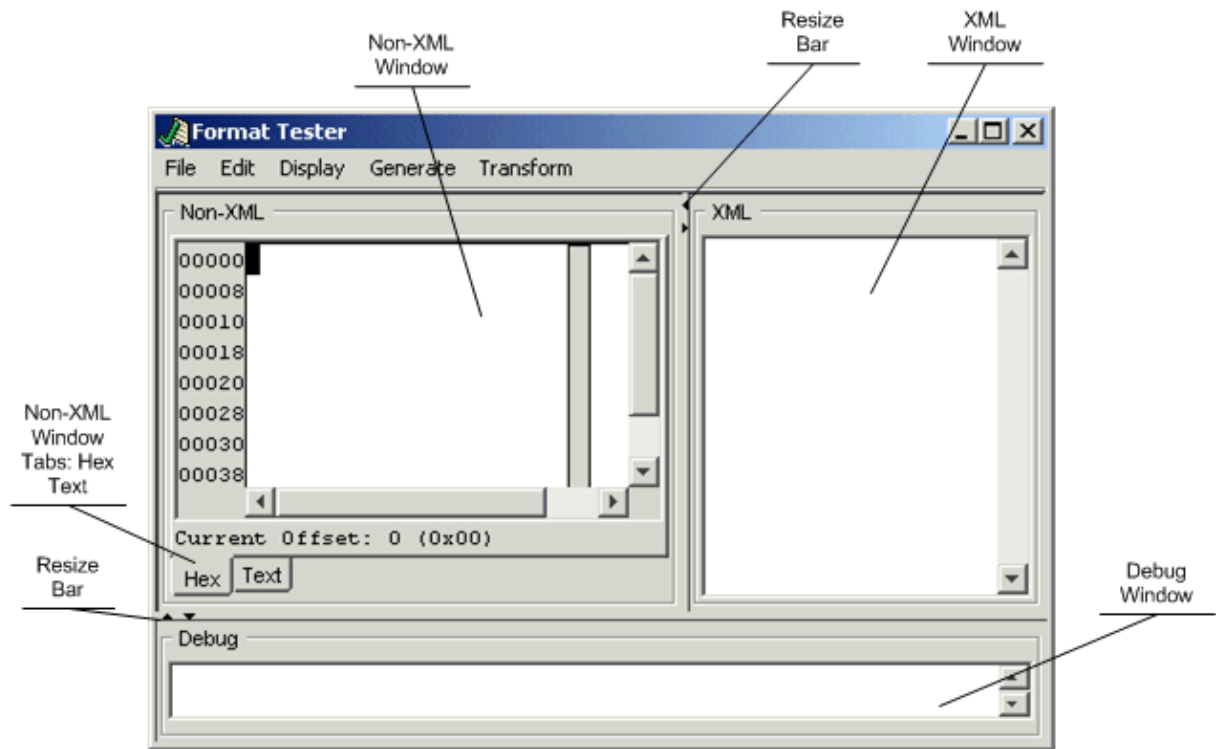 Resize
Bar
XML
Window
Non-XML
Window
Format Tester
File Edit Display Generate Transform
Non-XML
XML
00000
00008
00010
00018
00020
00028
00030
00038
Non-XML
Window
Tabs: Hex
Text
Current Offset: 0 (0x00)
Hex Text
Resize
Bar
Debug
Window
Debug